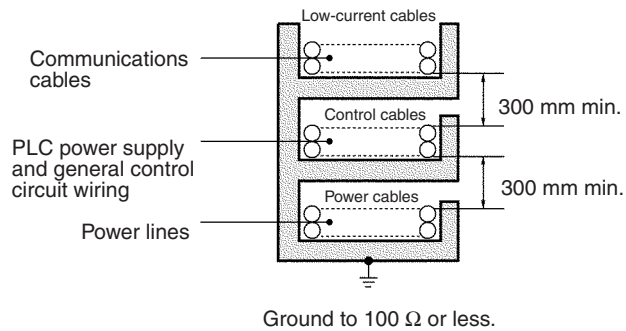 Low-current cables
Communications
cables
300 mm min.
Control cables
PLC power supply
and general control
circuit wiring
300 mm min.
Power cables
Power lines
Ground to 100 Ω or less.